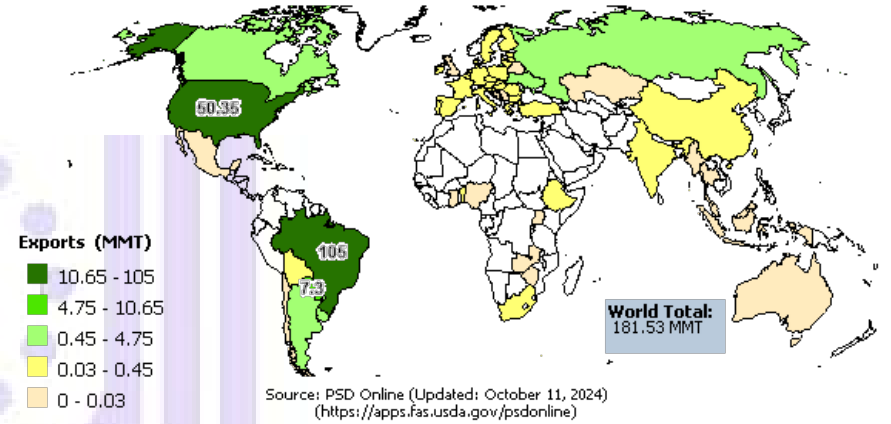 50.35
105
7.3
Exports (MMT)
10.65 - 105
4.75 - 10.65
0.45 - 4.75
0.03 - 0.45
0 - 0.03
World Total:
181.53 MMT
Source: PSD Online (Updated: October 11, 2024)
(https://apps.fas.usda.gov/psdonline)